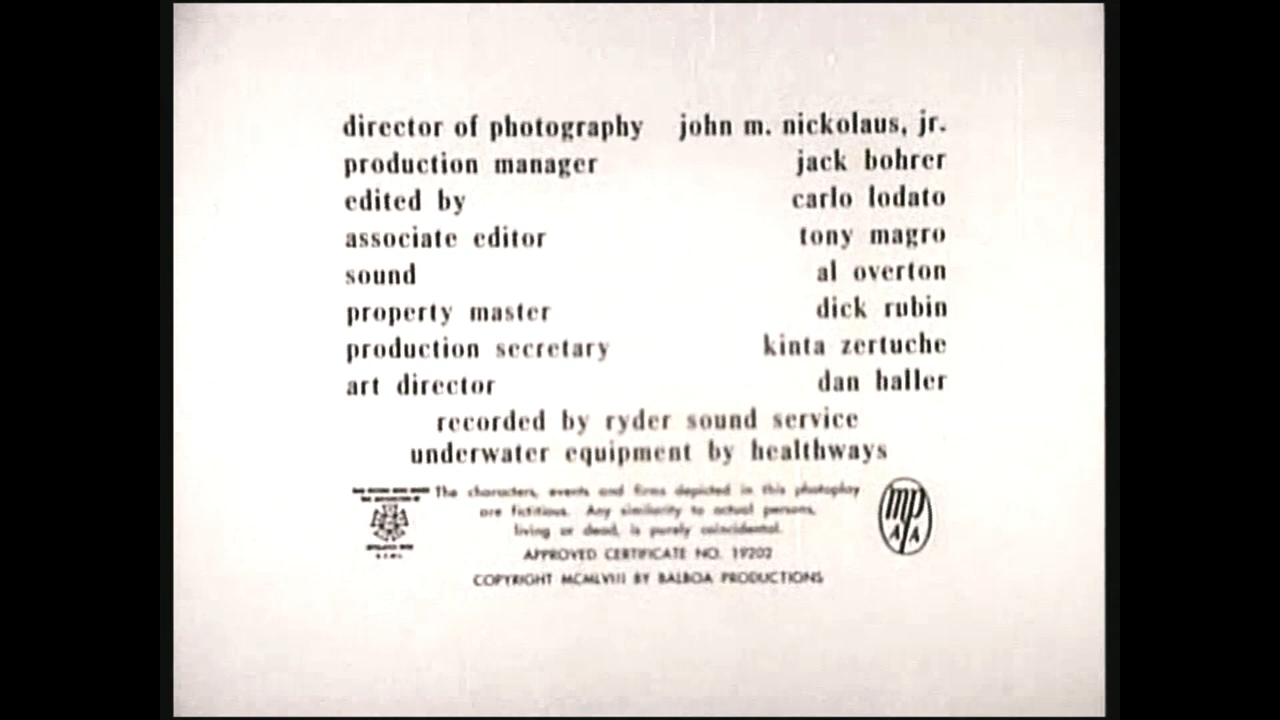 director of photography john m. nickolaus, jr.
production manager jack bohrer
edited by carlo lodato
associate editor tony magro
sound al overton
property master dick rubin
production secretary kinta zertuche
art director dan haller
recorded by ryder sound service
underwater equipment by healthways
The characters, events and firms depicted in this photoplay
are fictitious. Any similarity to actual persons,
living or dead, is purely coincidental.
mp
AA
APPROVED CERTIFICATE NO. 19202
COPYRIGHT MCMLVIII BY BALBOA PRODUCTIONS